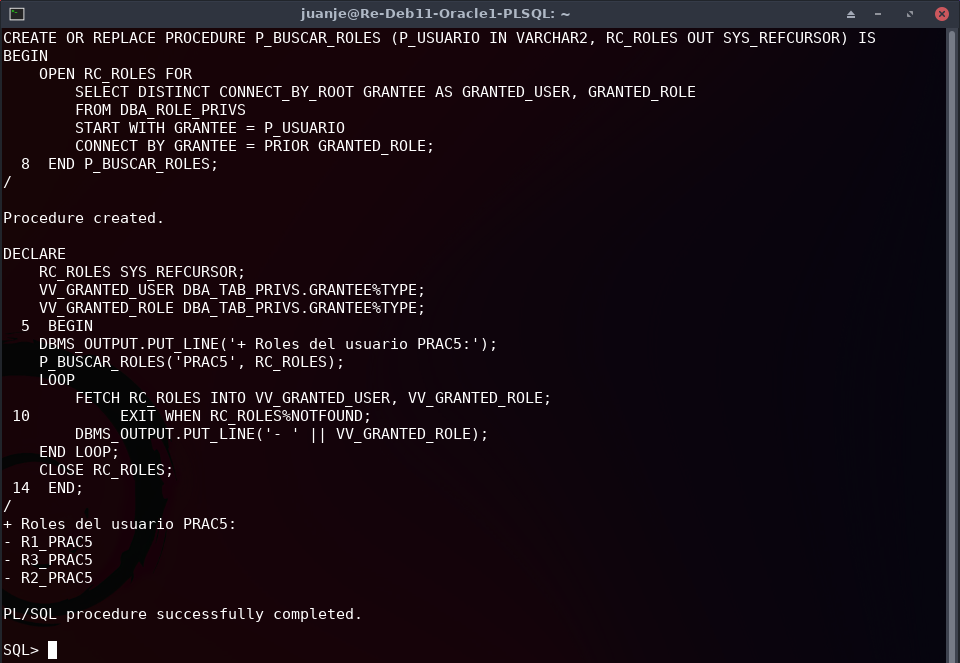 juanje@Re-Deb11-Oracle1-PLSQL: ~
CREATE OR REPLACE PROCEDURE P_BUSCAR_ROLES (P_USUARIO IN VARCHAR2, RC_ROLES OUT SYS_REFCURSOR) IS
BEGIN
    OPEN RC_ROLES FOR
        SELECT DISTINCT CONNECT_BY_ROOT GRANTEE AS GRANTED_USER, GRANTED_ROLE
        FROM DBA_ROLE_PRIVS
        START WITH GRANTEE = P_USUARIO
        CONNECT BY GRANTEE = PRIOR GRANTED_ROLE;
  8  END P_BUSCAR_ROLES;
/

Procedure created.

DECLARE
    RC_ROLES SYS_REFCURSOR;
    VV_GRANTED_USER DBA_TAB_PRIVS.GRANTEE%TYPE;
    VV_GRANTED_ROLE DBA_TAB_PRIVS.GRANTEE%TYPE;
  5  BEGIN
    DBMS_OUTPUT.PUT_LINE('+ Roles del usuario PRAC5:');
    P_BUSCAR_ROLES('PRAC5', RC_ROLES);
    LOOP
        FETCH RC_ROLES INTO VV_GRANTED_USER, VV_GRANTED_ROLE;
 10          EXIT WHEN RC_ROLES%NOTFOUND;
        DBMS_OUTPUT.PUT_LINE('- ' || VV_GRANTED_ROLE);
    END LOOP;
    CLOSE RC_ROLES;
 14  END;
/
+ Roles del usuario PRAC5:
- R1_PRAC5
- R3_PRAC5
- R2_PRAC5

PL/SQL procedure successfully completed.

SQL>